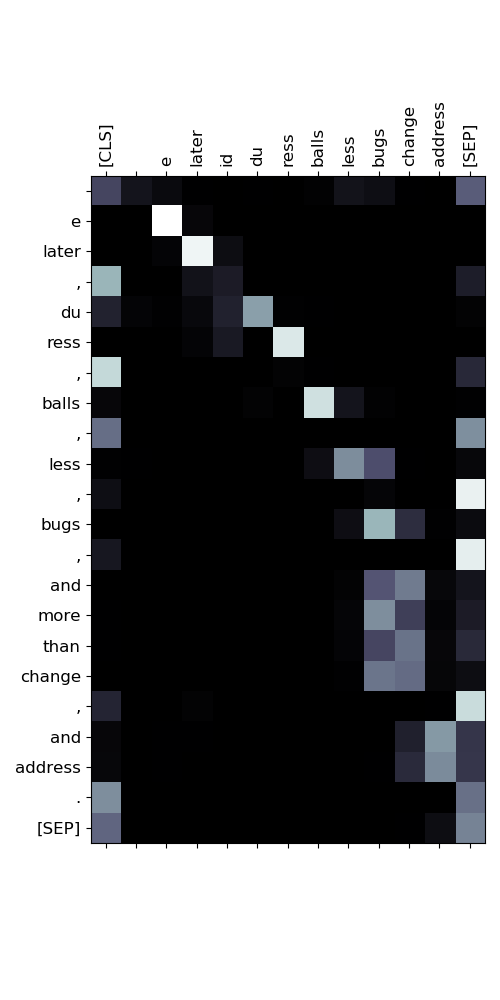 [CLS]
e
later
id
du
ress
balls
less
bugs
change
address
[SEP]
e
later
,
du
ress
,
balls
,
less
,
bugs
,
and
more
than
change
,
and
address
.
[SEP]